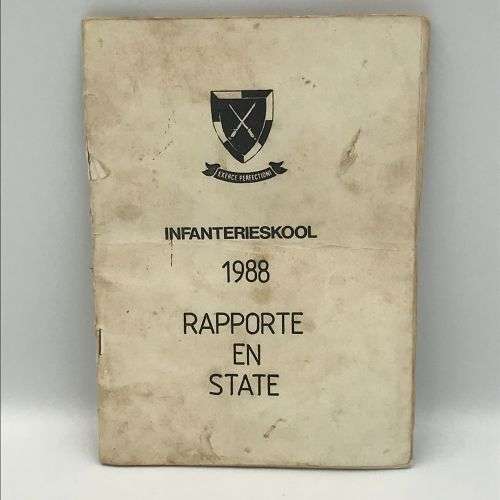 EXERCE PERFECTIONI
INFANTERIESKOOL
1988
RAPPORTE
EN
STATE